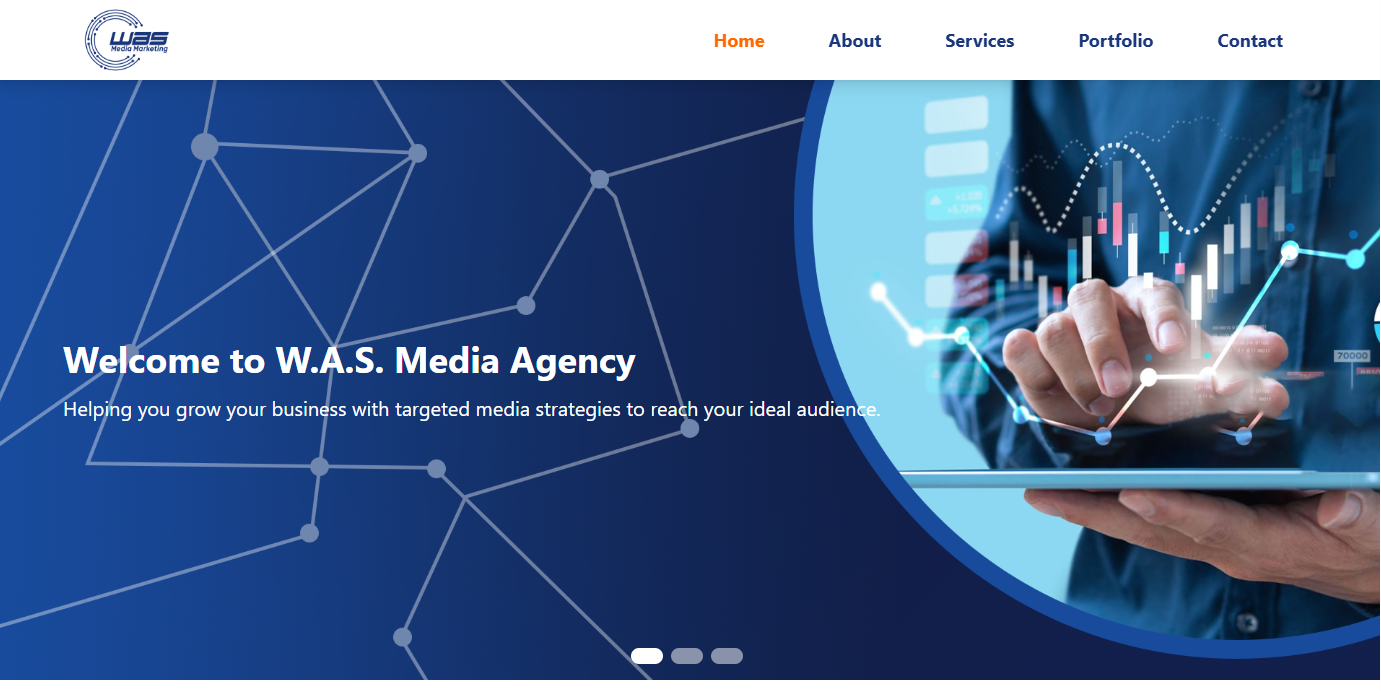 was
Media Marketing
Home
About
Services
Portfolio
Contact
Welcome to W.A.S. Media Agency
Helping you grow your business with targeted media strategies to reach your ideal audience.
70000